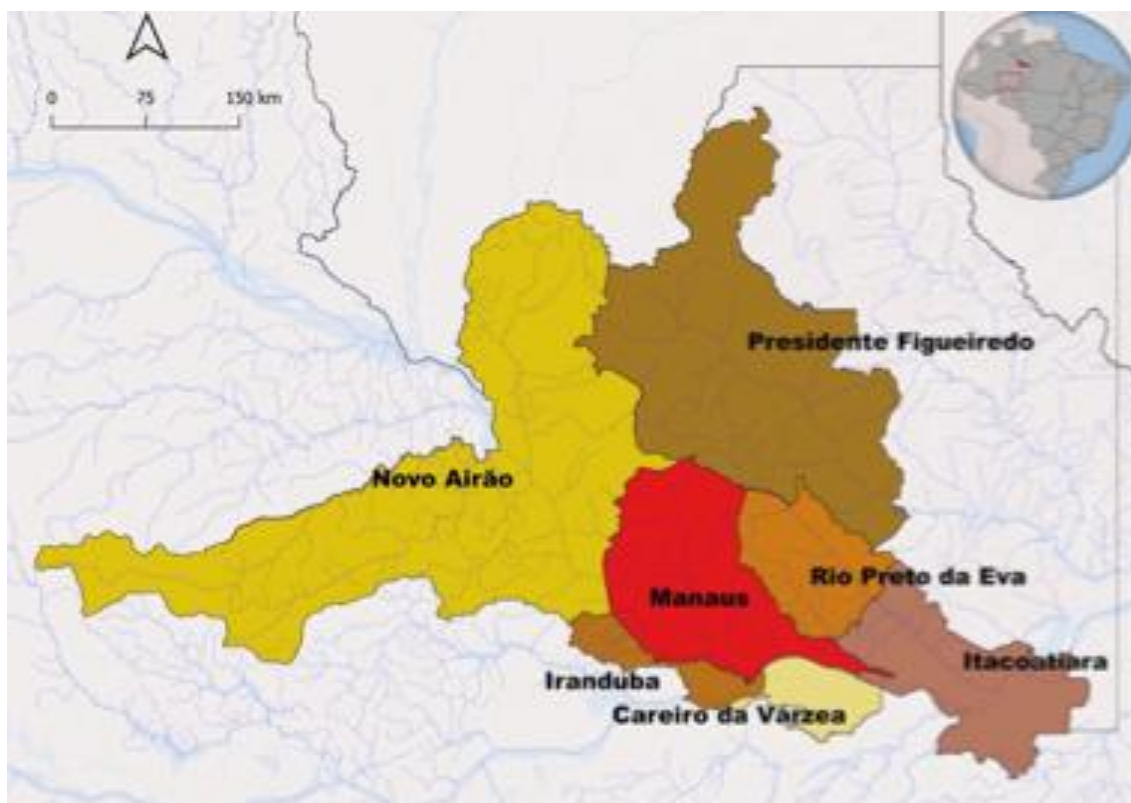 0 75 150 km
Presidente Figueiredo
Novo Airão
Rio Preto da Eva
Manaus
Itacoatiara
Iranduba
Careiro da Várzea